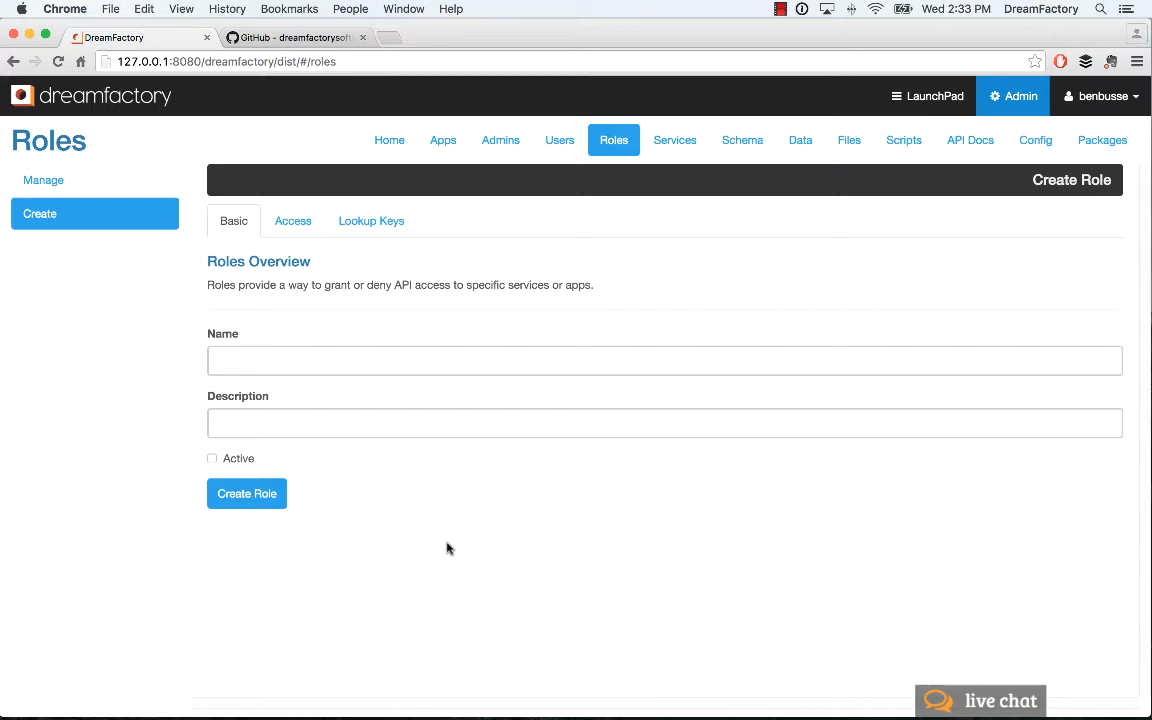 Chrome File Edit View History Bookmarks People Window Help Wed 2:33 PM DreamFactory
DreamFactory GitHub - dreamfactorysoft
127.0.0.1:8080/dreamfactory/dist/#/roles
dreamfactory LaunchPad Admin benbusse
Roles Home Apps Admins Users Roles Services Schema Data Files Scripts API Docs Config Packages
Manage Create Role
Create
Basic Access Lookup Keys
Roles Overview
Roles provide a way to grant or deny API access to specific services or apps.
Name
Description
Active
Create Role
live chat